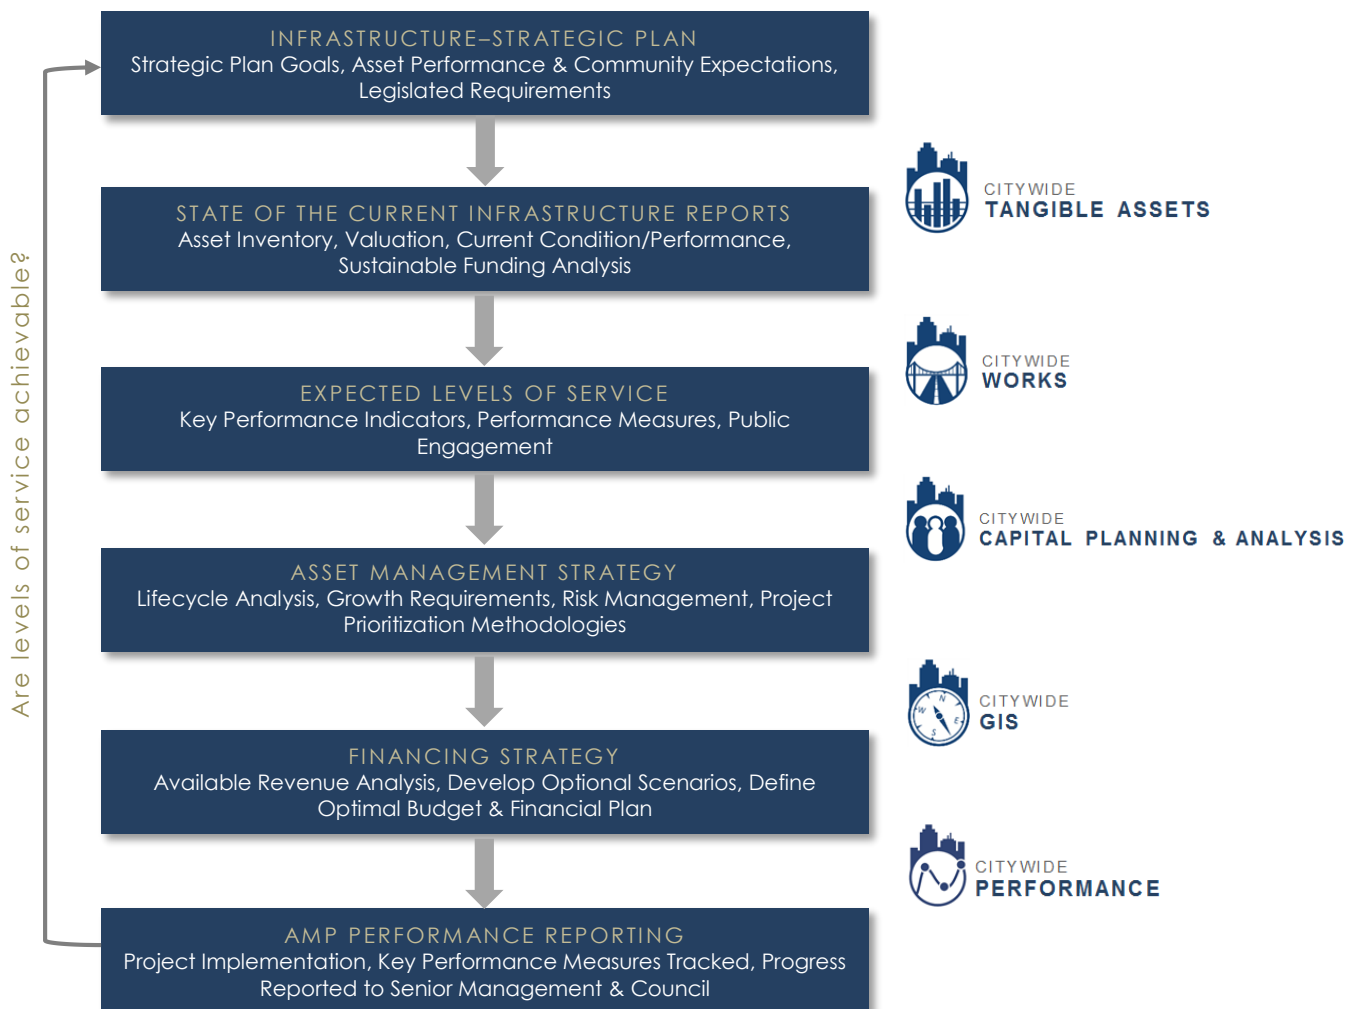 INFRASTRUCTURE–STRATEGIC PLAN
Strategic Plan Goals, Asset Performance & Community Expectations,
Legislated Requirements
STATE OF THE CURRENT INFRASTRUCTURE REPORTS
Asset Inventory, Valuation, Current Condition/Performance,
Sustainable Funding Analysis
EXPECTED LEVELS OF SERVICE
Key Performance Indicators, Performance Measures, Public
Engagement
ASSET MANAGEMENT STRATEGY
Lifecycle Analysis, Growth Requirements, Risk Management, Project
Prioritization Methodologies
FINANCING STRATEGY
Available Revenue Analysis, Develop Optional Scenarios, Define
Optimal Budget & Financial Plan
AMP PERFORMANCE REPORTING
Project Implementation, Key Performance Measures Tracked, Progress
Reported to Senior Management & Council
Are levels of service achievable?
CITYWIDE
TANGIBLE ASSETS
CITYWIDE
WORKS
CITYWIDE
CAPITAL PLANNING & ANALYSIS
N
W
E
S
CITYWIDE
GIS
CITYWIDE
PERFORMANCE